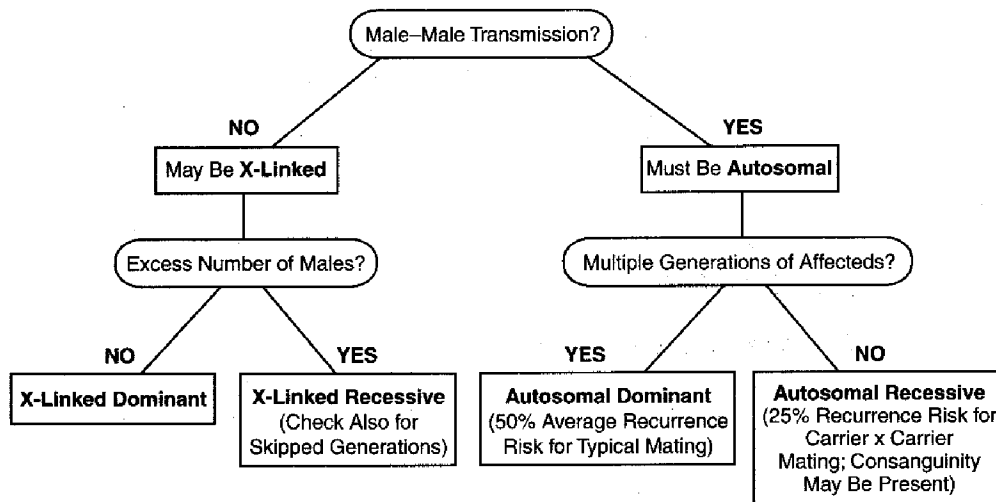 Male–Male Transmission?
NO
YES
May Be X-Linked
Must Be Autosomal
Excess Number of Males?
Multiple Generations of Affecteds?
NO
YES
YES
NO
X-Linked Dominant
X-Linked Recessive
(Check Also for
Skipped Generations)
Autosomal Dominant
(50% Average Recurrence
Risk for Typical Mating)
Autosomal Recessive
(25% Recurrence Risk for
Carrier x Carrier
Mating; Consanguinity
May Be Present)